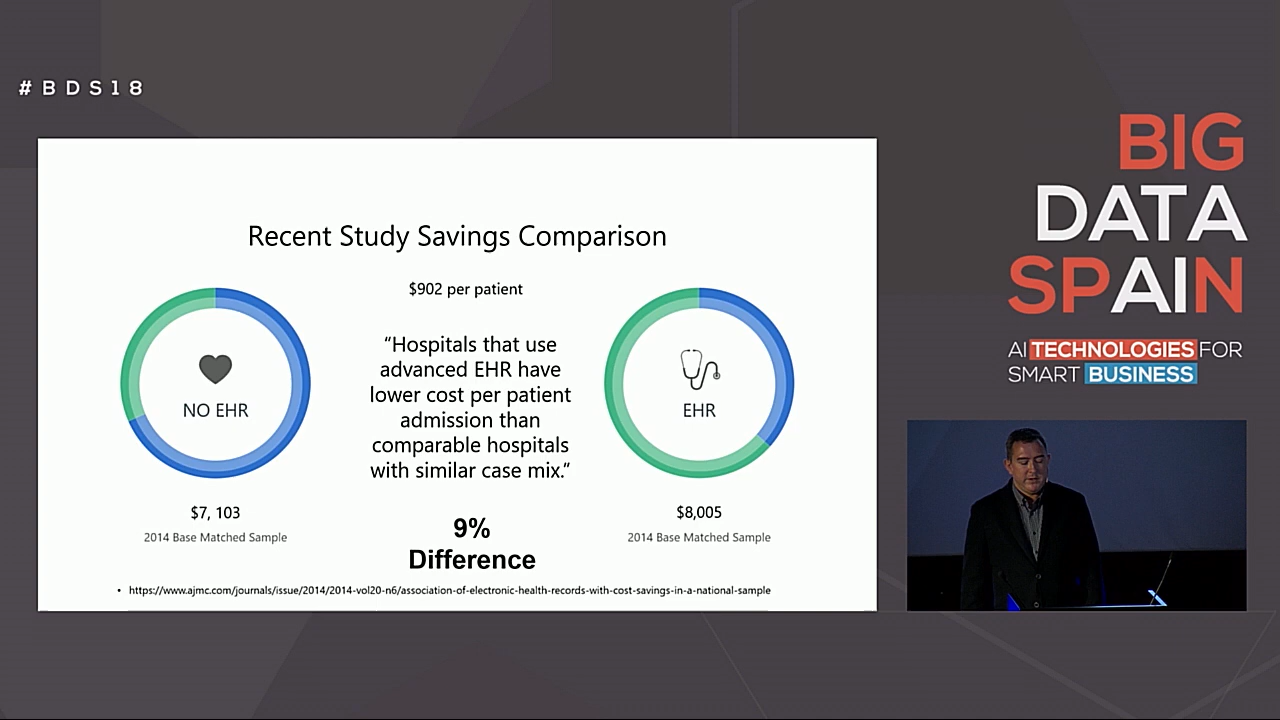 #BDS18
BIG
DATA
SPAIN
AI TECHNOLOGIES FOR
SMART BUSINESS
Recent Study Savings Comparison
$902 per patient
“Hospitals that use
advanced EHR have
lower cost per patient
admission than
comparable hospitals
with similar case mix.“
9%
Difference
NO EHR
$7, 103
2014 Base Matched Sample
EHR
$8,005
2014 Base Matched Sample
• https://www.ajmc.com/journals/issue/2014/2014-vol20-n6/association-of-electronic-health-records-with-cost-savings-in-a-national-sample